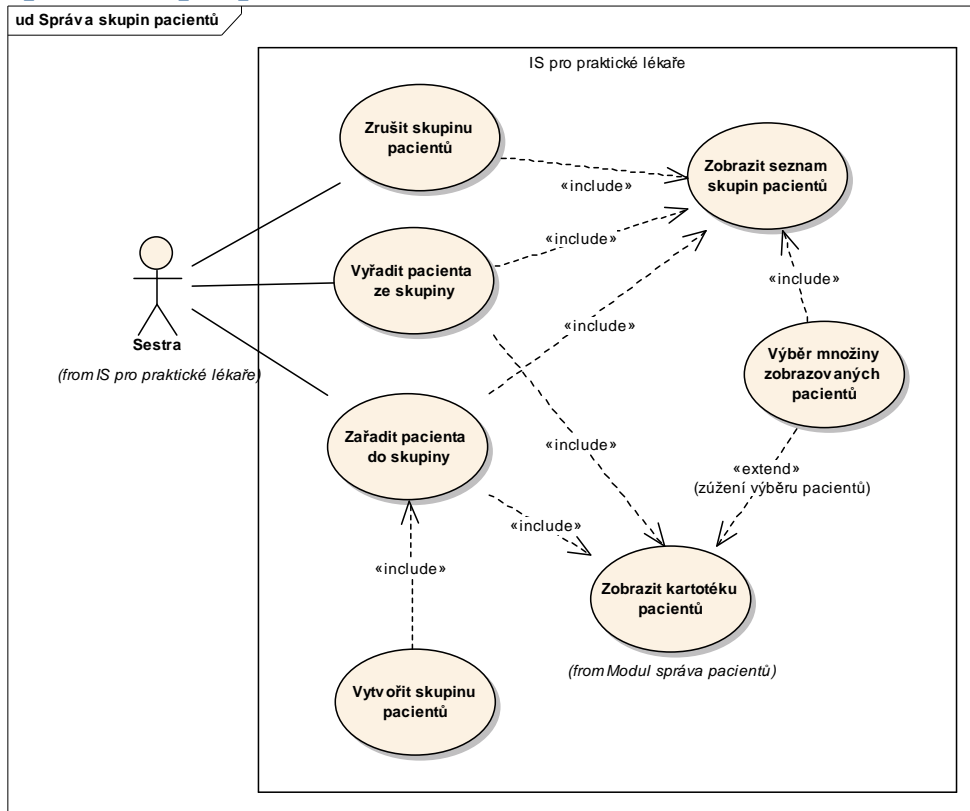 ud Správa skupin pacientů
IS pro praktické lékaře
Zrušit skupinu
pacientů
Zobrazit seznam
skupin pacientů
«include»
Vyřadit pacienta
ze skupiny
«include»
«include»
«include»
Sestra
(from IS pro praktické lékaře)
Výběr množiny
zobrazovaných
pacientů
Zařadit pacienta
do skupiny
«include»
«extend»
(zúžení výběru pacientů)
«include»
«include»
Zobrazit kartotéku
pacientů
(from Modul správa pacientů)
Vytvořit skupinu
pacientů